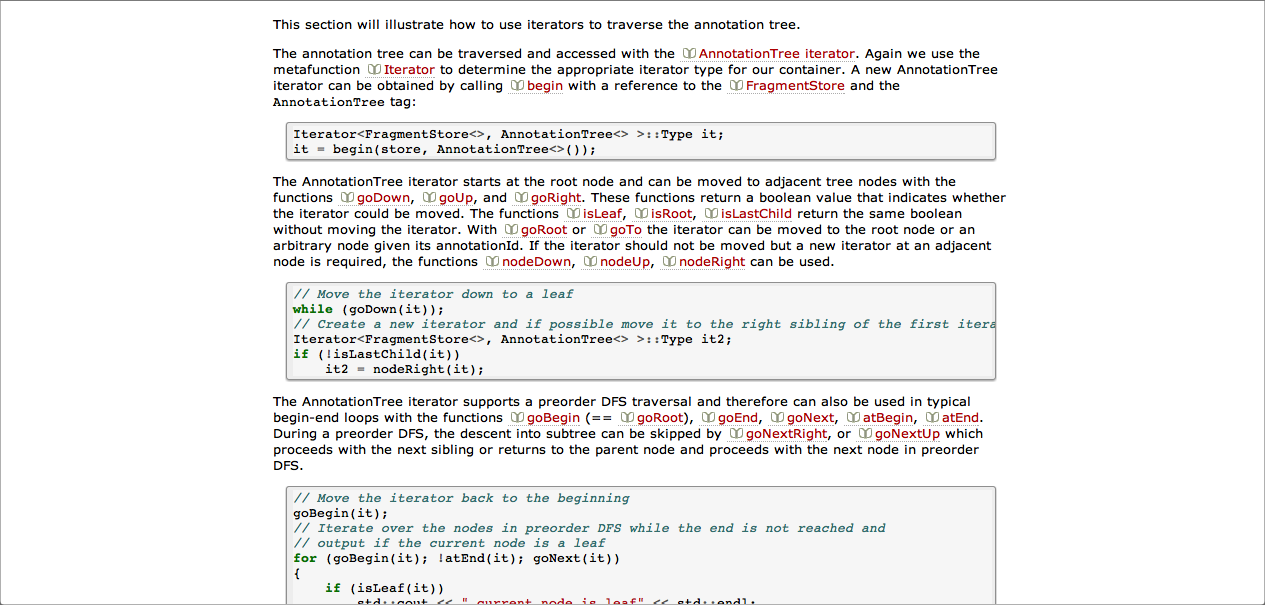 This section will illustrate how to use iterators to traverse the annotation tree.
The annotation tree can be traversed and accessed with the AnnotationTree iterator. Again we use the
metafunction Iterator to determine the appropriate iterator type for our container. A new AnnotationTree
iterator can be obtained by calling begin with a reference to the FragmentStore and the
AnnotationTree tag:
Iterator<FragmentStore<>, AnnotationTree<> >::Type it;
it = begin(store, AnnotationTree<>());
The AnnotationTree iterator starts at the root node and can be moved to adjacent tree nodes with the
functions goDown, goUp, and goRight. These functions return a boolean value that indicates whether
the iterator could be moved. The functions isLeaf, isRoot, isLastChild return the same boolean
without moving the iterator. With goRoot or goTo the iterator can be moved to the root node or an
arbitrary node given its annotationId. If the iterator should not be moved but a new iterator at an adjacent
node is required, the functions nodeDown, nodeUp, nodeRight can be used.
// Move the iterator down to a leaf
while (goDown(it));
// Create a new iterator and if possible move it to the right sibling of the first itera
Iterator<FragmentStore<>, AnnotationTree<> >::Type it2;
if (!isLastChild(it))
    it2 = nodeRight(it);
The AnnotationTree iterator supports a preorder DFS traversal and therefore can also be used in typical
begin-end loops with the functions goBegin (== goRoot), goEnd, goNext, atBegin, atEnd.
During a preorder DFS, the descent into subtree can be skipped by goNextRight, or goNextUp which
proceeds with the next sibling or returns to the parent node and proceeds with the next node in preorder
DFS.
// Move the iterator back to the beginning
goBegin(it);
// Iterate over the nodes in preorder DFS while the end is not reached and
// output if the current node is a leaf
for (goBegin(it); !atEnd(it); goNext(it))
{
    if (isLeaf(it))
        std::cout << " current node is leaf" << std::endl;